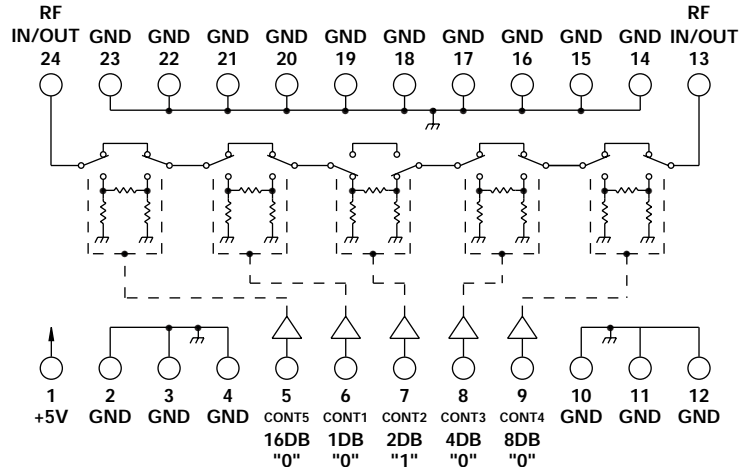 RF RF
IN/OUT GND GND GND GND GND GND GND GND GND GND IN/OUT
24 23 22 21 20 19 18 17 16 15 14 13
1 2 3 4 5 6 7 8 9 10 11 12
+5V GND GND GND CONT5 CONT1 CONT2 CONT3 CONT4 GND GND GND
16DB 1DB 2DB 4DB 8DB
"0" "0" "1" "0" "0"